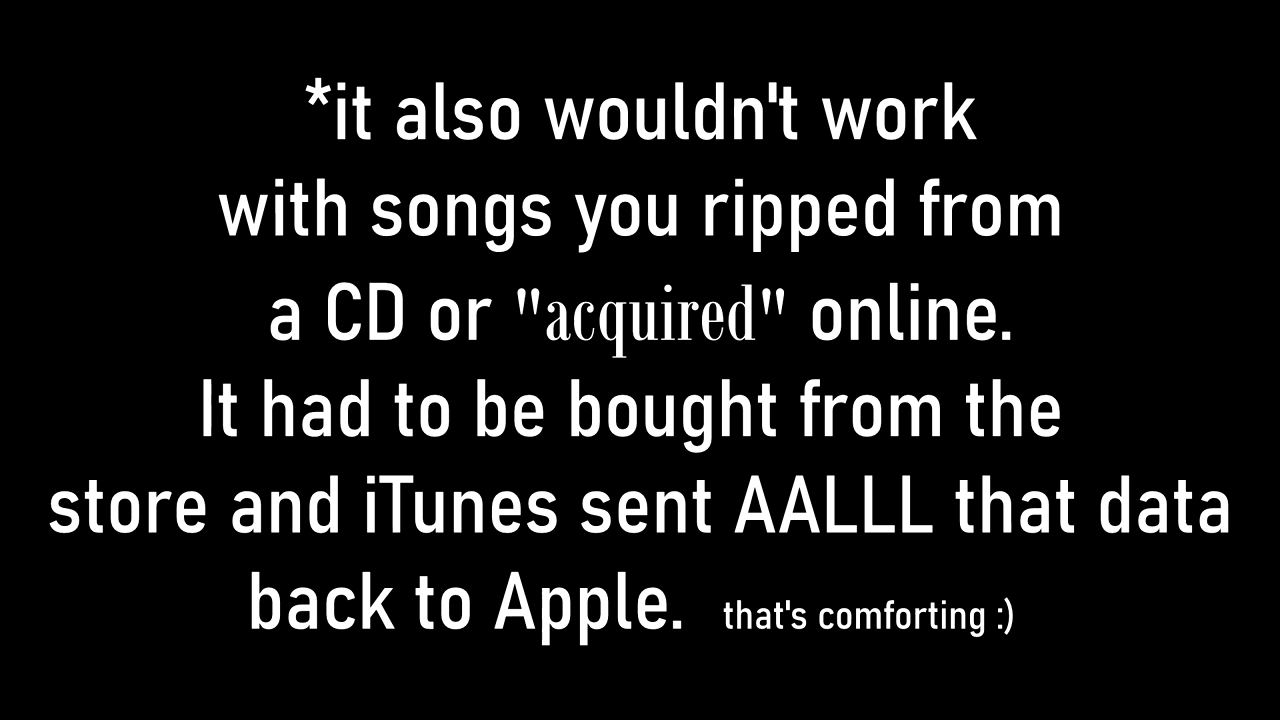 *it also wouldn't work
with songs you ripped from
a CD or "acquired" online.
It had to be bought from the
store and iTunes sent AALLL that data
back to Apple. that's comforting :)